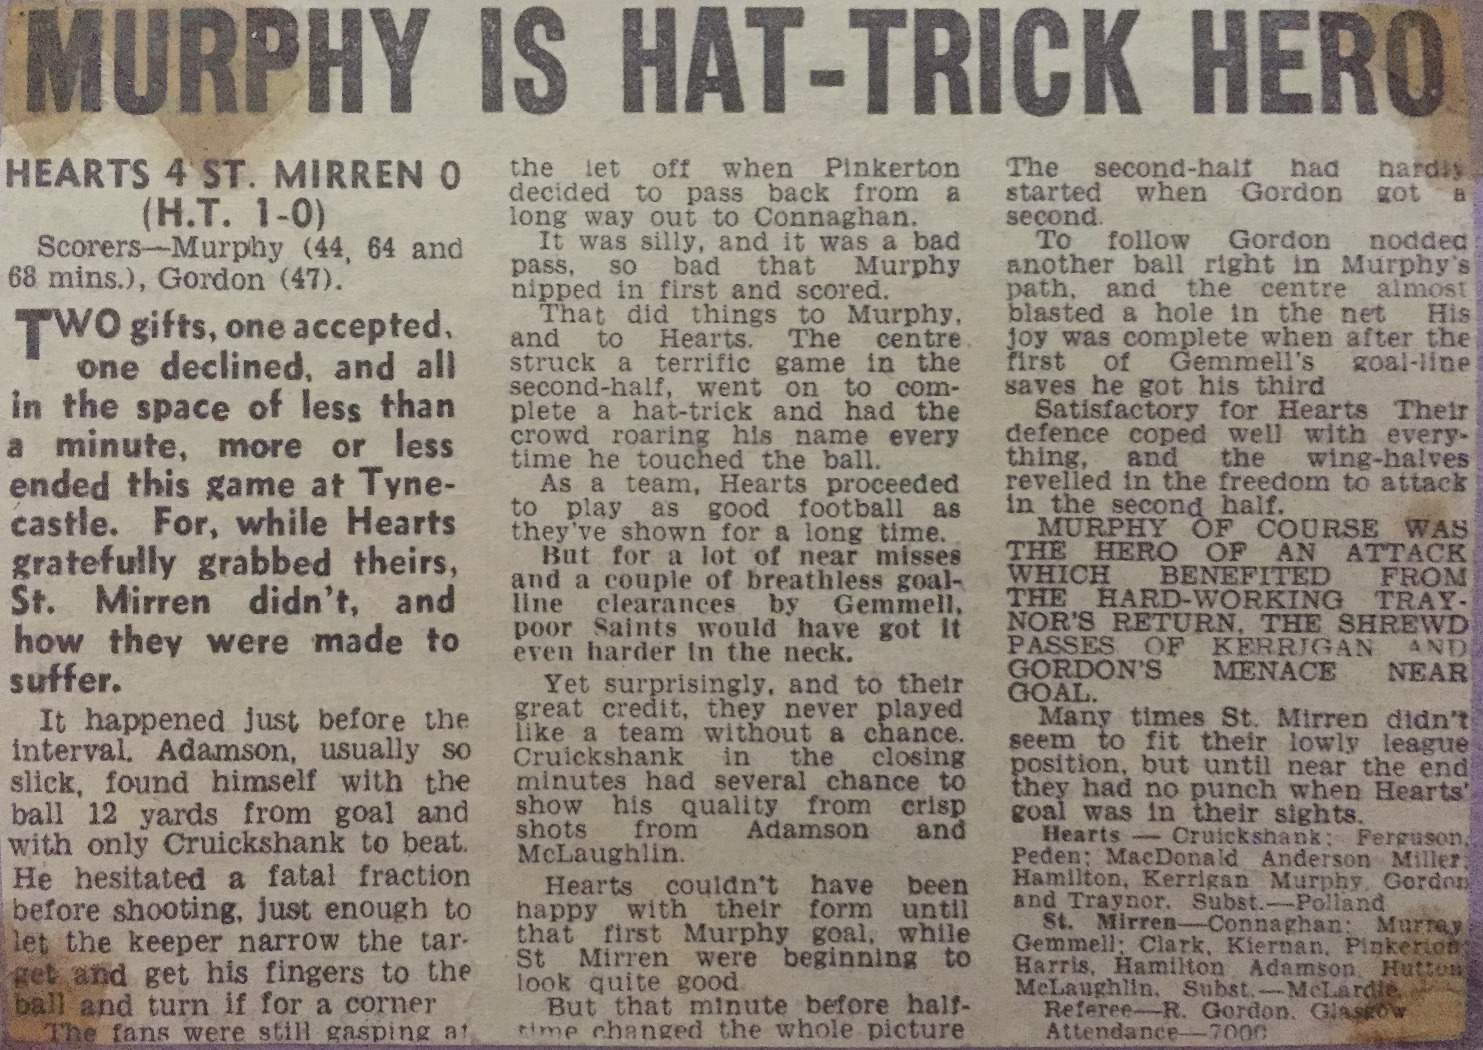 MURPHY IS HAT-TRICK HERO
HEARTS 4 ST. MIRREN 0
(H.T. 1-0)
Scorers—Murphy (44, 64 and
68 mins.), Gordon (47).
TWO gifts, one accepted,
one declined, and all
in the space of less than
a minute, more or less
ended this game at Tyne-
castle. For, while Hearts
gratefully grabbed theirs,
St. Mirren didn't, and
how they were made to
suffer.
It happened just before the
interval. Adamson, usually so
slick, found himself with the
ball 12 yards from goal and
with only Cruickshank to beat.
He hesitated a fatal fraction
before shooting, just enough to
let the keeper narrow the tar-
get and get his fingers to the
ball and turn if for a corner
The fans were still gasping at
the let off when Pinkerton
decided to pass back from a
long way out to Connaghan.
It was silly, and it was a bad
pass, so bad that Murphy
nipped in first and scored.
That did things to Murphy,
and to Hearts. The centre
struck a terrific game in the
second-half, went on to com-
plete a hat-trick and had the
crowd roaring his name every
time he touched the ball.
As a team, Hearts proceeded
to play as good football as
they've shown for a long time.
But for a lot of near misses
and a couple of breathless goal-
line clearances by Gemmell,
poor Saints would have got it
even harder in the neck.
Yet surprisingly, and to their
great credit, they never played
like a team without a chance.
Cruickshank in the closing
minutes had several chance to
show his quality from crisp
shots from Adamson and
McLaughlin.
Hearts couldn't have been
happy with their form until
that first Murphy goal, while
St Mirren were beginning to
look quite good
But that minute before half-
time changed the whole picture
The second-half had hardly
started when Gordon got a
second.
To follow Gordon nodded
another ball right in Murphy's
path, and the centre almost
blasted a hole in the net His
joy was complete when after the
first of Gemmell's goal-line
saves he got his third
Satisfactory for Hearts Their
defence coped well with every-
thing, and the wing-halves
revelled in the freedom to attack
in the second half.
MURPHY OF COURSE WAS
THE HERO OF AN ATTACK
WHICH BENEFITED FROM
THE HARD-WORKING TRAY-
NOR'S RETURN, THE SHREWD
PASSES OF KERRIGAN AND
GORDON'S MENACE NEAR
GOAL.
Many times St. Mirren didn't
seem to fit their lowly league
position, but until near the end
they had no punch when Hearts'
goal was in their sights.
Hearts — Cruickshank; Ferguson,
Peden; MacDonald Anderson Miller;
Hamilton, Kerrigan Murphy, Gordon
and Traynor. Subst.—Polland
St. Mirren—Connaghan; Murray
Gemmell; Clark, Kiernan, Pinkerton;
Harris, Hamilton Adamson, Hutton
McLaughlin. Subst.—McLardie.
Referee—R. Gordon. Glasgow
Attendance—7000